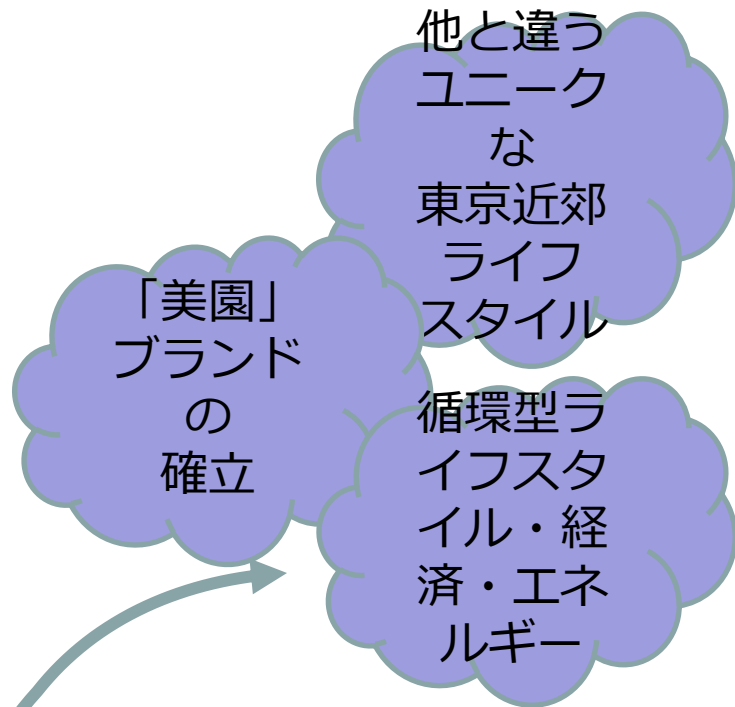 他と違う
ユニーク
な
東京近郊
ライフ
スタイル
「美園」
ブランド
の
確立
循環型ラ
イフスタ
イル・経
済・エネ
ルギー